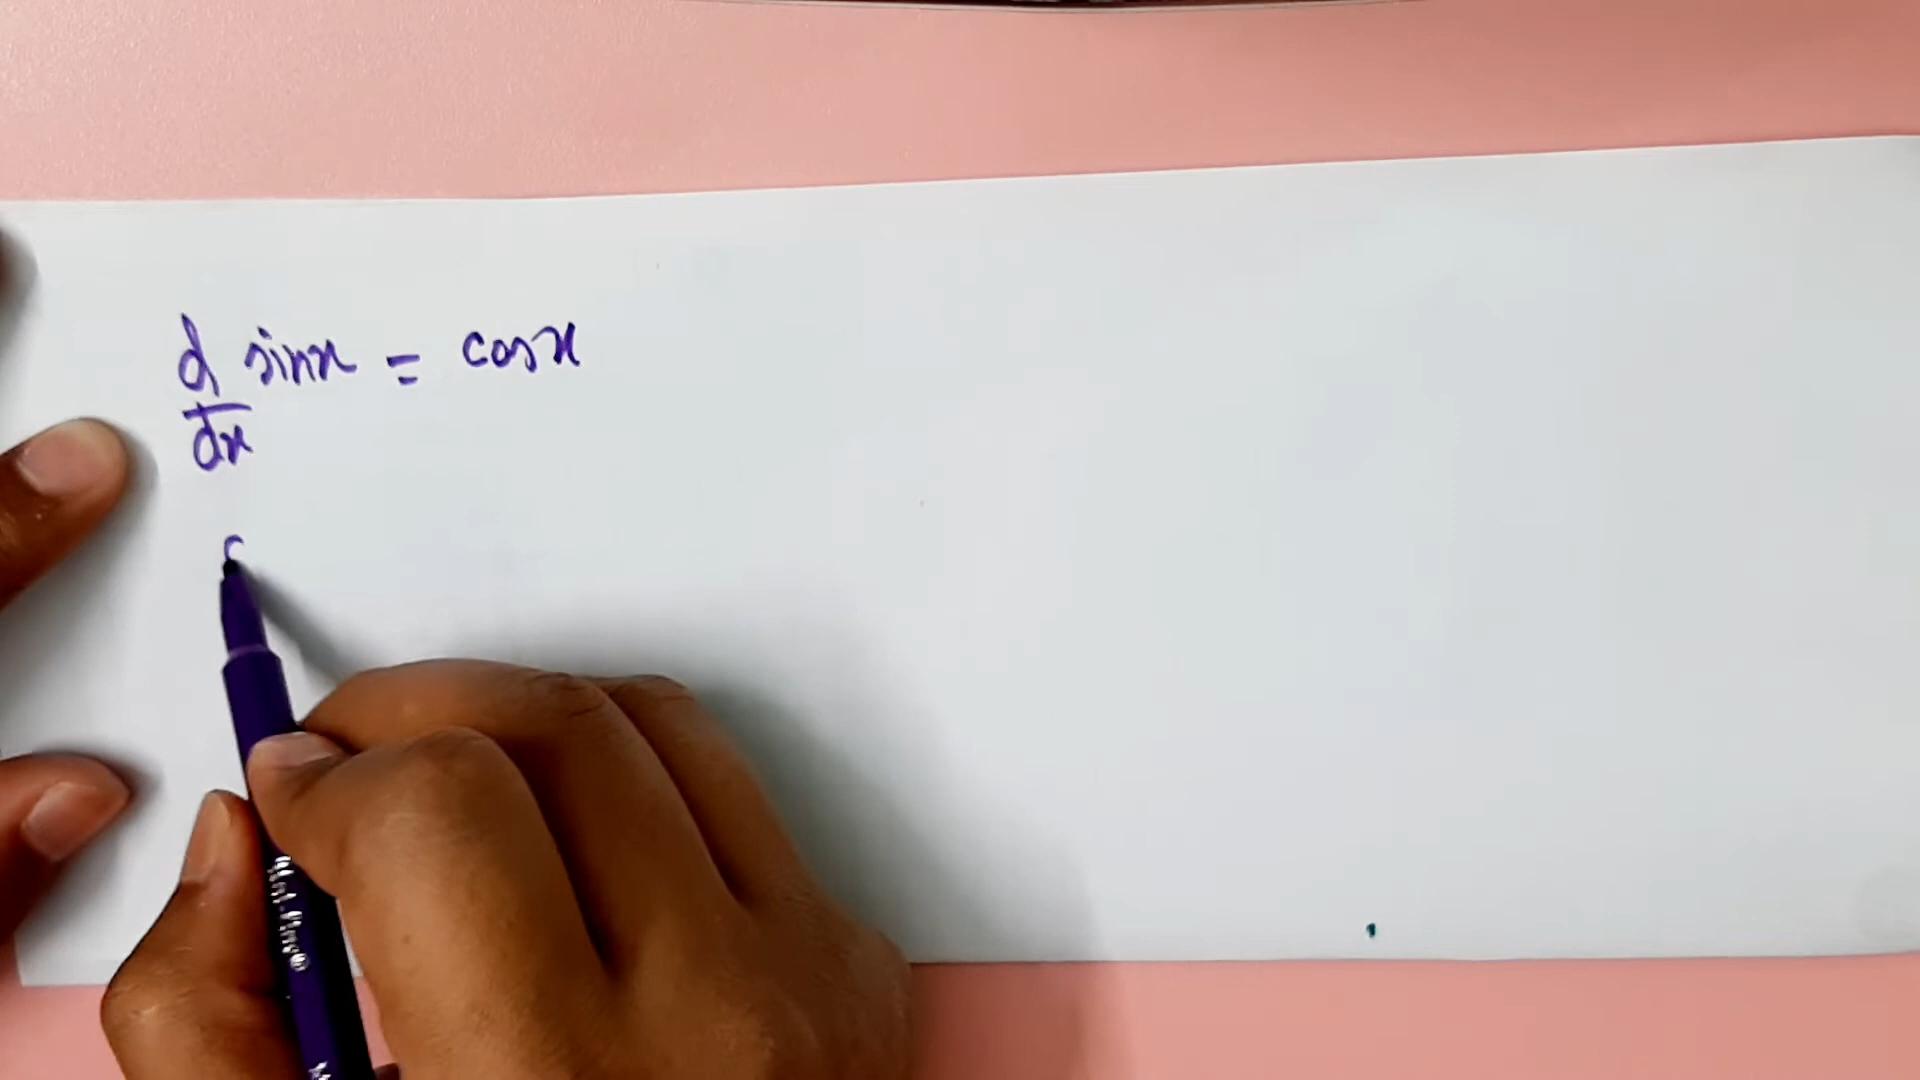 d/dx sinx = cosx